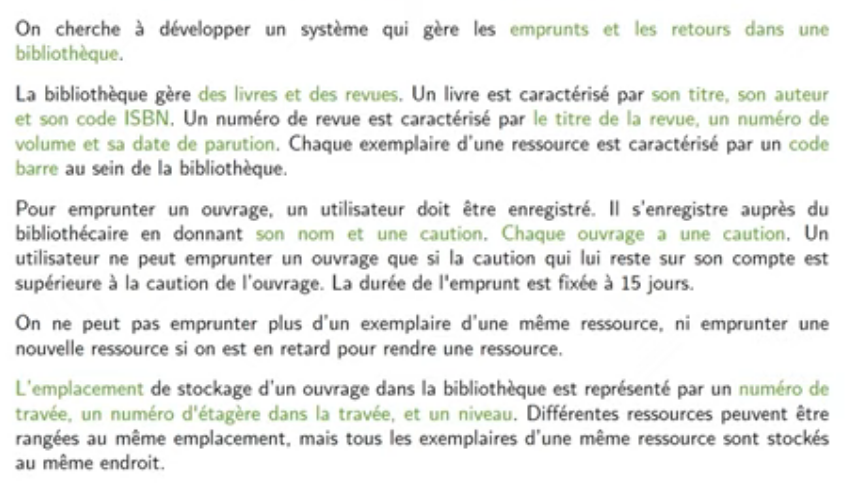 On cherche à développer un système qui gère les emprunts et les retours dans une
bibliothèque.
La bibliothèque gère des livres et des revues. Un livre est caractérisé par son titre, son auteur
et son code ISBN. Un numéro de revue est caractérisé par le titre de la revue, un numéro de
volume et sa date de parution. Chaque exemplaire d'une ressource est caractérisé par un code
barre au sein de la bibliothèque.
Pour emprunter un ouvrage, un utilisateur doit être enregistré. Il s'enregistre auprès du
bibliothécaire en donnant son nom et une caution. Chaque ouvrage a une caution. Un
utilisateur ne peut emprunter un ouvrage que si la caution qui lui reste sur son compte est
supérieure à la caution de l'ouvrage. La durée de l'emprunt est fixée à 15 jours.
On ne peut pas emprunter plus d'un exemplaire d'une même ressource, ni emprunter une
nouvelle ressource si on est en retard pour rendre une ressource.
L'emplacement de stockage d'un ouvrage dans la bibliothèque est représenté par un numéro de
travée, un numéro d'étagère dans la travée, et un niveau. Différentes ressources peuvent être
rangées au même emplacement, mais tous les exemplaires d'une même ressource sont stockés
au même endroit.